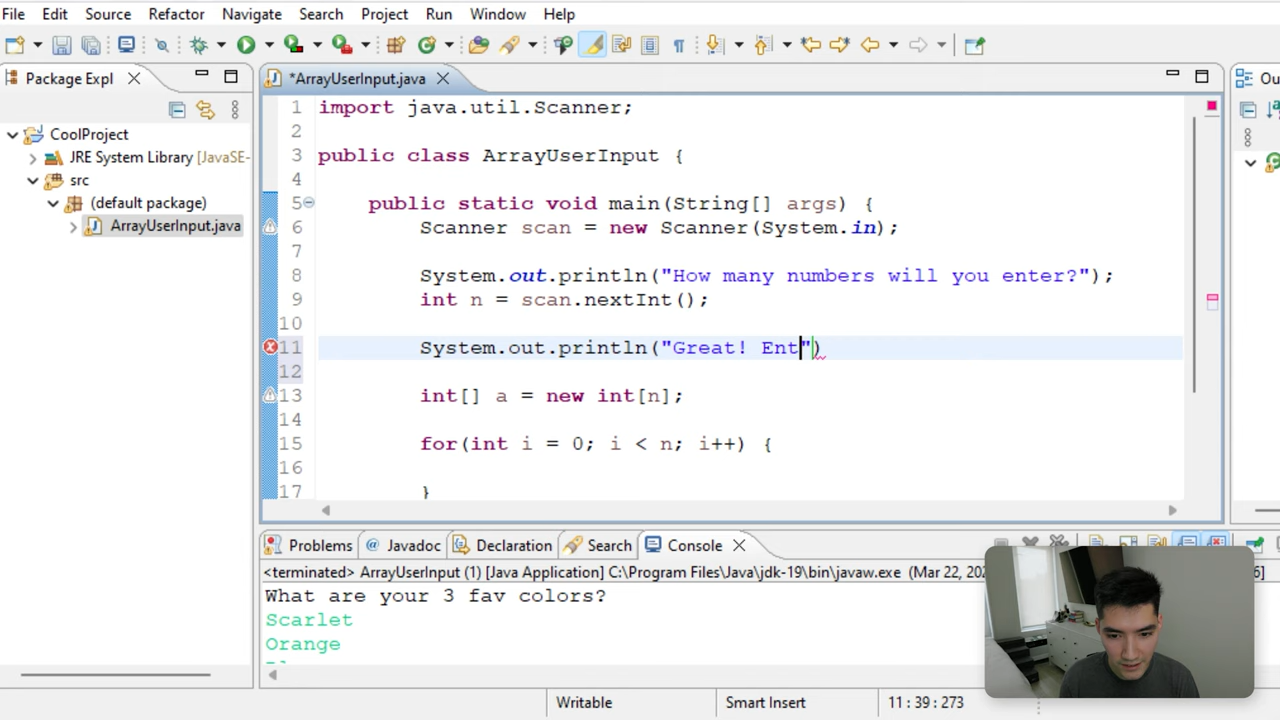 File Edit Source Refactor Navigate Search Project Run Window Help
Package Expl
*ArrayUserInput.java
Ou
CoolProject
JRE System Library [JavaSE-
src
(default package)
ArrayUserInput.java
1 import java.util.Scanner;
2
3 public class ArrayUserInput {
4
5 public static void main(String[] args) {
6 Scanner scan = new Scanner(System.in);
7
8 System.out.println("How many numbers will you enter?");
9 int n = scan.nextInt();
10
11 System.out.println("Great! Ent")
12
13 int[] a = new int[n];
14
15 for(int i = 0; i < n; i++) {
16
17 }
Problems Javadoc Declaration Search Console
<terminated> ArrayUserInput (1) [Java Application] C:\Program Files\Java\jdk-19\bin\javaw.exe (Mar 22, 202
What are your 3 fav colors?
Scarlet
Orange
Writable Smart Insert 11 : 39 : 273